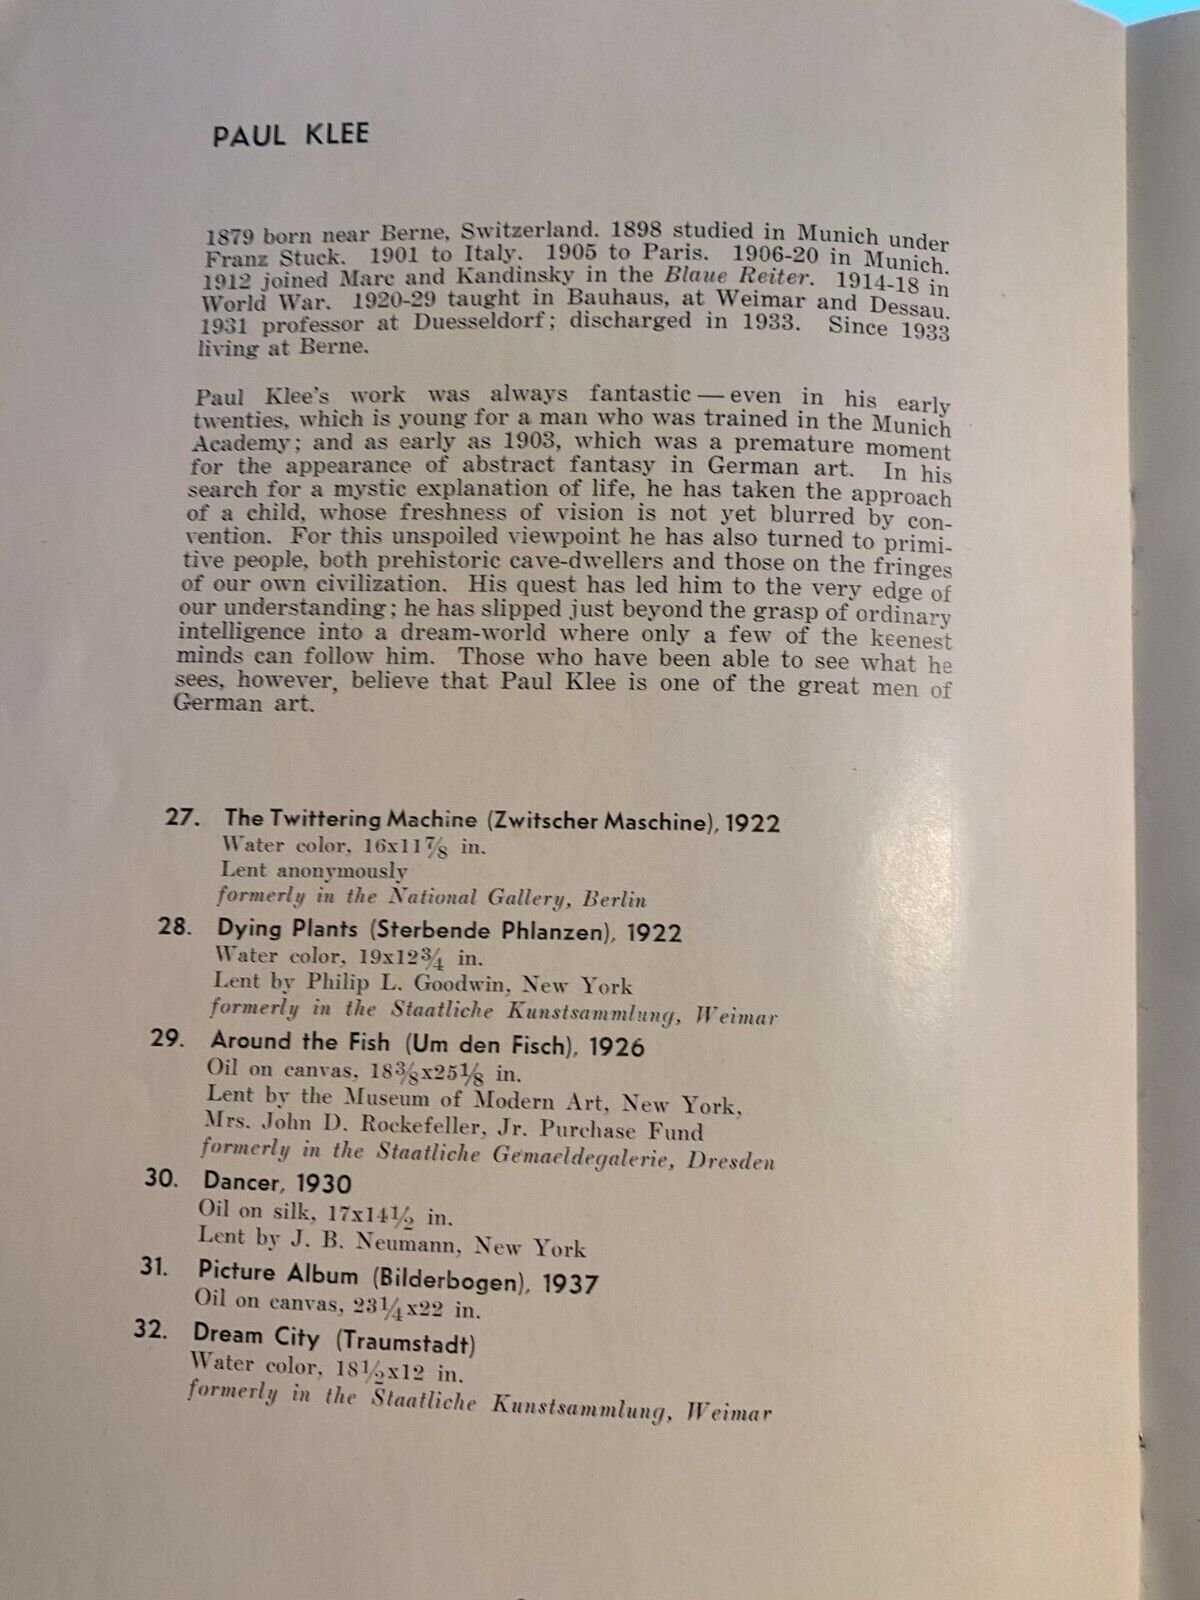 PAUL KLEE
1879 born near Berne, Switzerland. 1898 studied in Munich under
Franz Stuck. 1901 to Italy. 1905 to Paris. 1906-20 in Munich.
1912 joined Marc and Kandinsky in the Blaue Reiter. 1914-18 in
World War. 1920-29 taught in Bauhaus, at Weimar and Dessau.
1931 professor at Duesseldorf; discharged in 1933. Since 1933
living at Berne.
Paul Klee's work was always fantastic — even in his early
twenties, which is young for a man who was trained in the Munich
Academy; and as early as 1903, which was a premature moment
for the appearance of abstract fantasy in German art. In his
search for a mystic explanation of life, he has taken the approach
of a child, whose freshness of vision is not yet blurred by con-
vention. For this unspoiled viewpoint he has also turned to primi-
tive people, both prehistoric cave-dwellers and those on the fringes
of our own civilization. His quest has led him to the very edge of
our understanding; he has slipped just beyond the grasp of ordinary
intelligence into a dream-world where only a few of the keenest
minds can follow him. Those who have been able to see what he
sees, however, believe that Paul Klee is one of the great men of
German art.
27. The Twittering Machine (Zwitscher Maschine), 1922
Water color, 16x11⅞ in.
Lent anonymously
formerly in the National Gallery, Berlin
28. Dying Plants (Sterbende Phlanzen), 1922
Water color, 19x12¾ in.
Lent by Philip L. Goodwin, New York
formerly in the Staatliche Kunstsammlung, Weimar
29. Around the Fish (Um den Fisch), 1926
Oil on canvas, 18⅜x25⅛ in.
Lent by the Museum of Modern Art, New York,
Mrs. John D. Rockefeller, Jr. Purchase Fund
formerly in the Staatliche Gemaeldegalerie, Dresden
30. Dancer, 1930
Oil on silk, 17x14½ in.
Lent by J. B. Neumann, New York
31. Picture Album (Bilderbogen), 1937
Oil on canvas, 23¼x22 in.
32. Dream City (Traumstadt)
Water color, 18½x12 in.
formerly in the Staatliche Kunstsammlung, Weimar